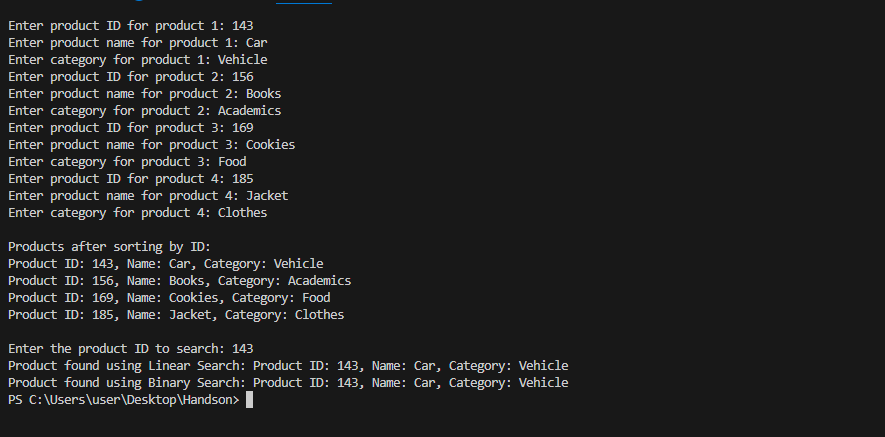 Enter product ID for product 1: 143
Enter product name for product 1: Car
Enter category for product 1: Vehicle
Enter product ID for product 2: 156
Enter product name for product 2: Books
Enter category for product 2: Academics
Enter product ID for product 3: 169
Enter product name for product 3: Cookies
Enter category for product 3: Food
Enter product ID for product 4: 185
Enter product name for product 4: Jacket
Enter category for product 4: Clothes

Products after sorting by ID:
Product ID: 143, Name: Car, Category: Vehicle
Product ID: 156, Name: Books, Category: Academics
Product ID: 169, Name: Cookies, Category: Food
Product ID: 185, Name: Jacket, Category: Clothes

Enter the product ID to search: 143
Product found using Linear Search: Product ID: 143, Name: Car, Category: Vehicle
Product found using Binary Search: Product ID: 143, Name: Car, Category: Vehicle
PS C:\Users\user\Desktop\Handson>